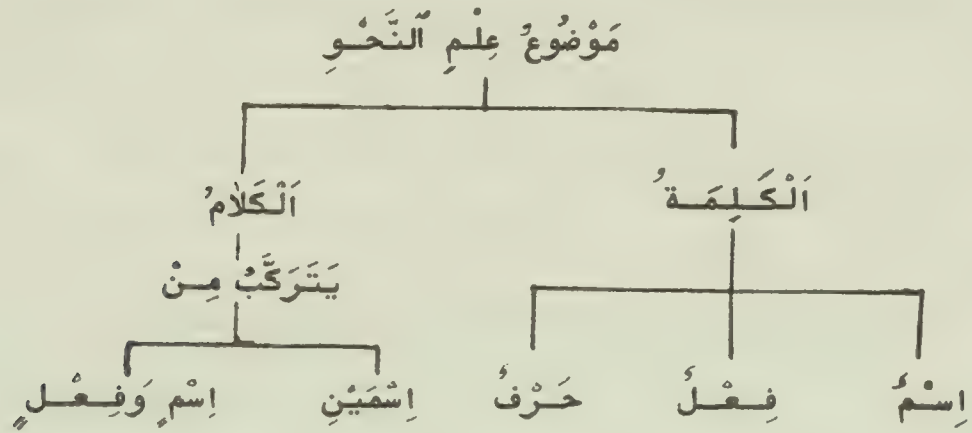 مَوْضُوعُ عِلْمِ ٱلنَّحْوِ
اَلْكَلِمَةُ
اَلْكَلَامُ
يَتَرَكَّبُ مِنْ
اِسْمٌ فِعْلٌ حَرْفٌ اِسْمَيْنِ اِسْمٍ وَفِعْلٍ